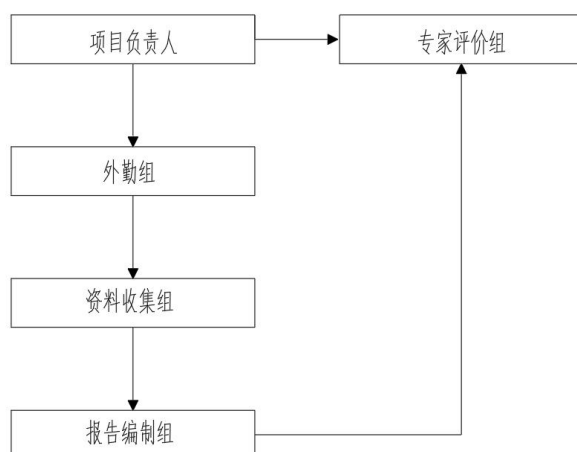 项目负责人
专家评价组
外勤组
资料收集组
报告编制组